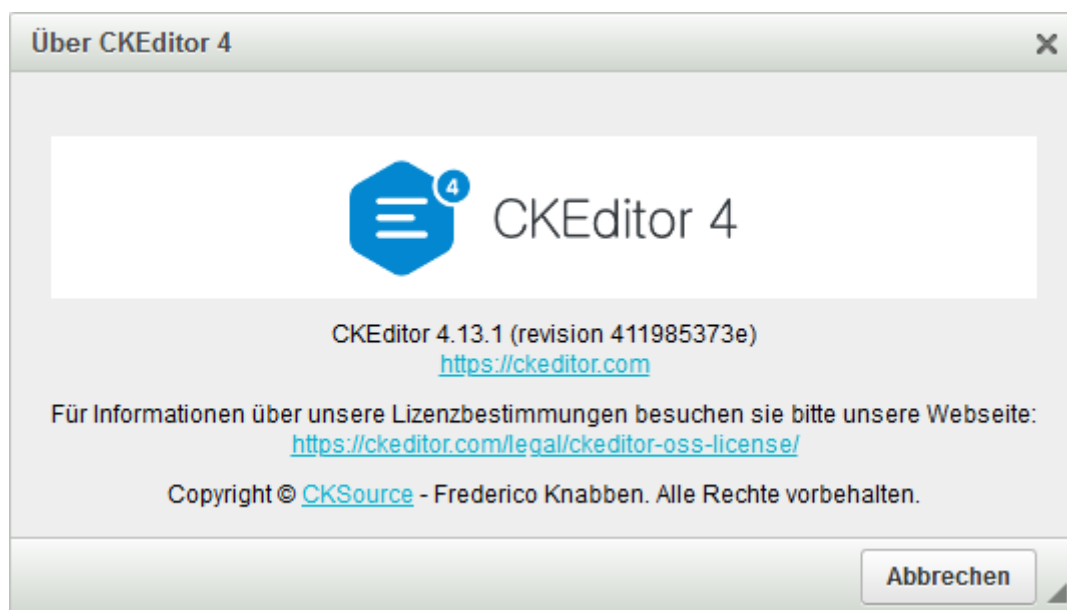 Über CKEditor 4
4
CKEditor 4
CKEditor 4.13.1 (revision 411985373e)
https://ckeditor.com
Für Informationen über unsere Lizenzbestimmungen besuchen sie bitte unsere Webseite:
https://ckeditor.com/legal/ckeditor-oss-license/
Copyright © CKSource - Frederico Knabben. Alle Rechte vorbehalten.
Abbrechen